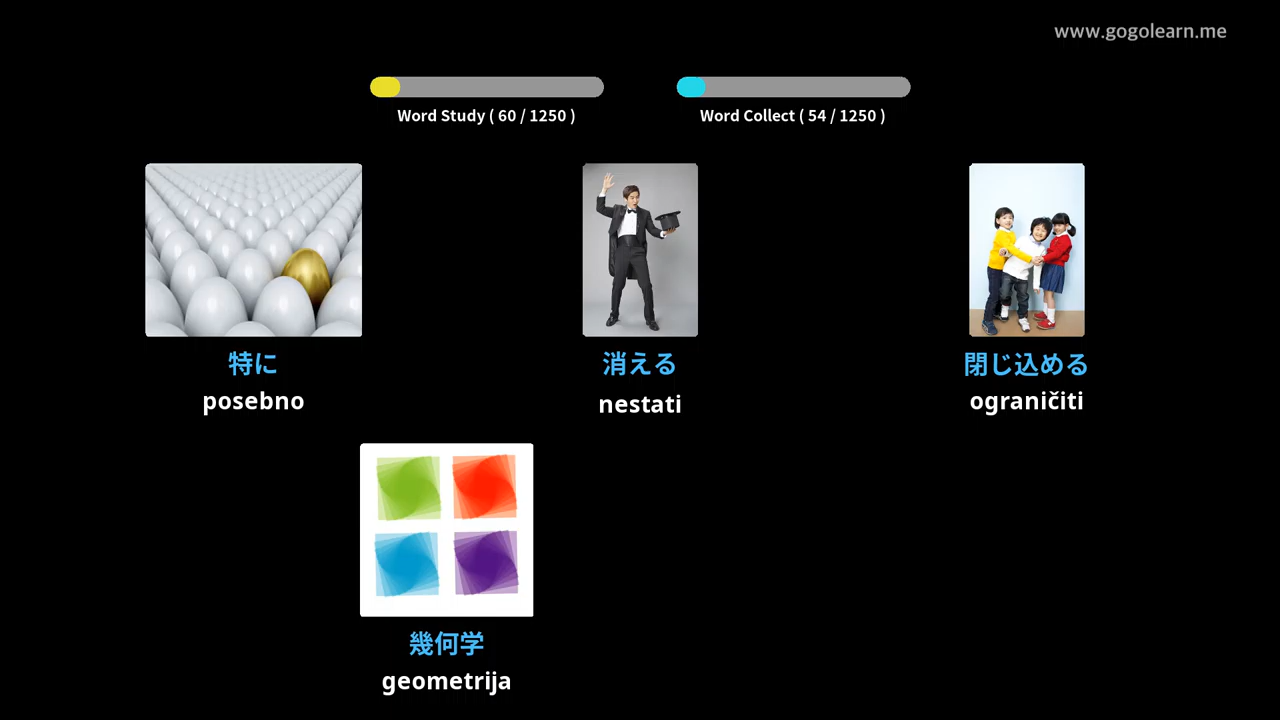 www.gogolearn.me
Word Study ( 60 / 1250 )
Word Collect ( 54 / 1250 )
特に
posebno
消える
nestati
閉じ込める
ograničiti
幾何学
geometrija